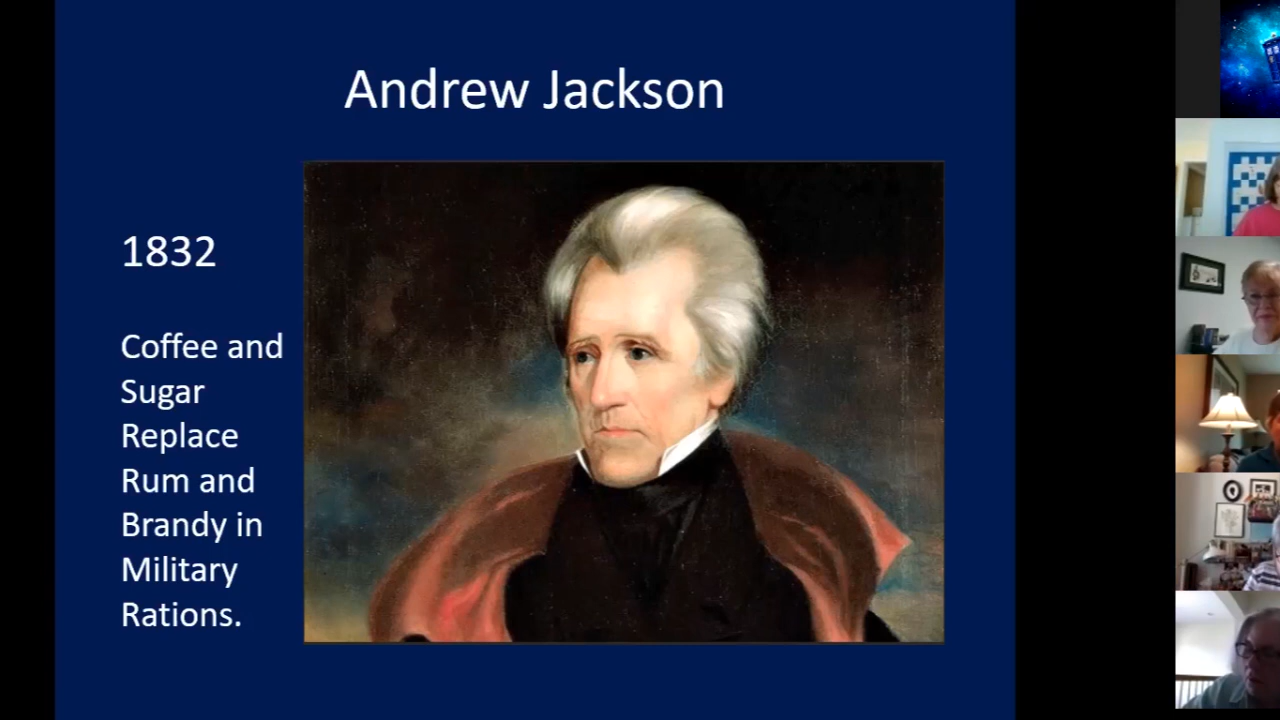 Andrew Jackson
1832
Coffee and
Sugar
Replace
Rum and
Brandy in
Military
Rations.